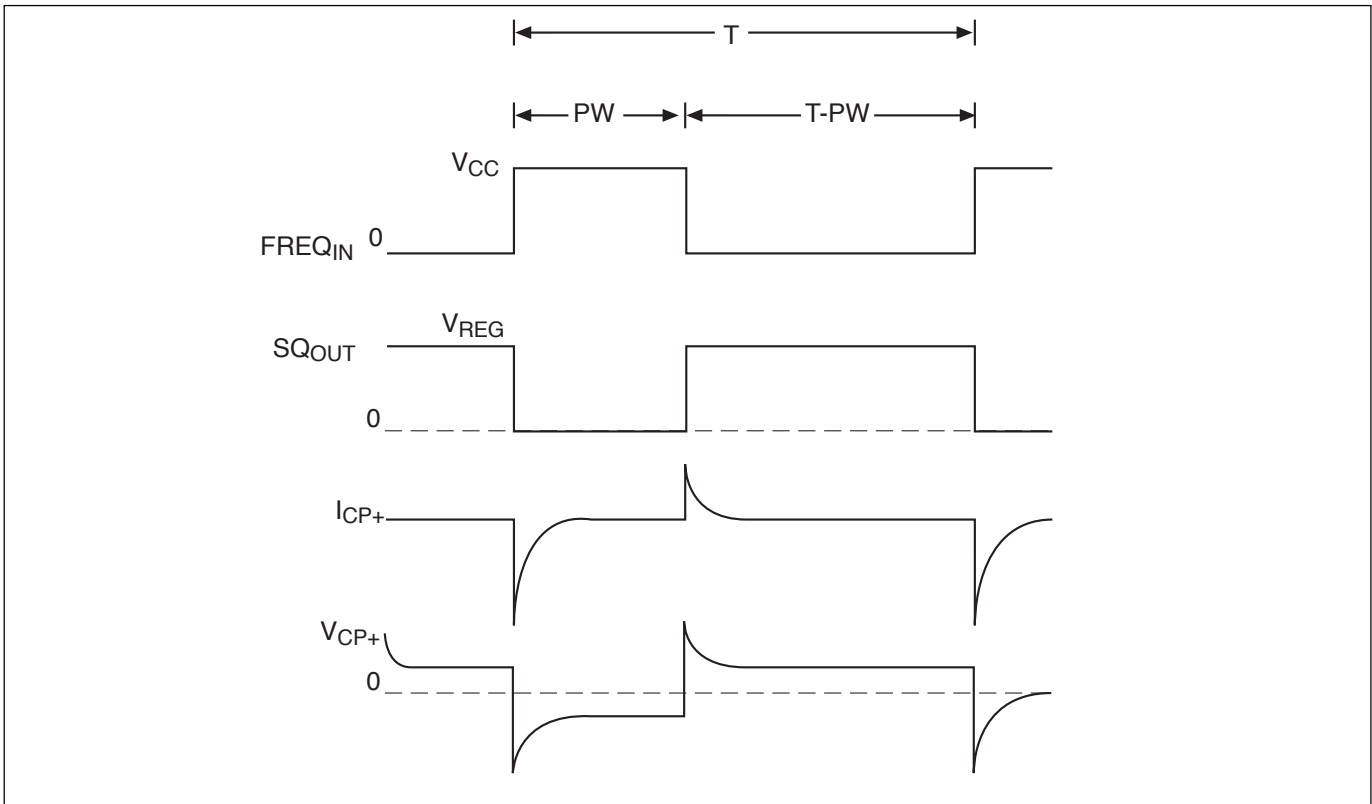 T
PW T-PW
VCC
FREQIN 0
VREG
SQOUT
0
ICP+
VCP+
0